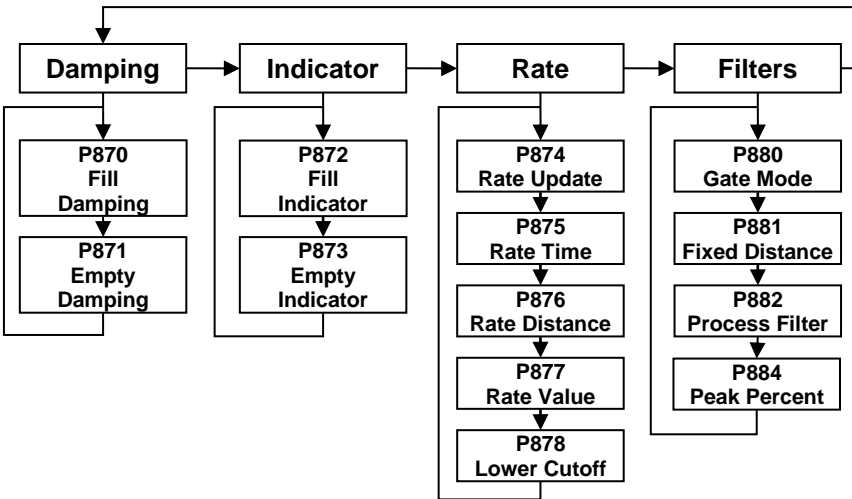 Damping
Indicator
Rate
Filters
P870
Fill
Damping
P871
Empty
Damping
P872
Fill
Indicator
P873
Empty
Indicator
P874
Rate Update
P875
Rate Time
P876
Rate Distance
P877
Rate Value
P878
Lower Cutoff
P880
Gate Mode
P881
Fixed Distance
P882
Process Filter
P884
Peak Percent